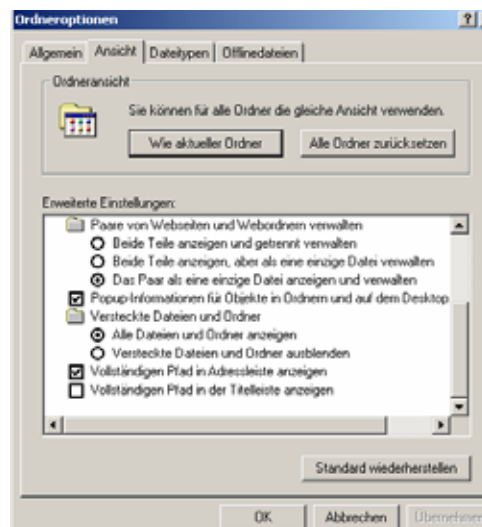 Ordneroptionen
Allgemein Ansicht Dateitypen Offlinedateien
Ordneransicht
Sie können für alle Ordner die gleiche Ansicht verwenden.
Wie aktueller Ordner Alle Ordner zurücksetzen
Erweiterte Einstellungen:
Paare von Webseiten und Webordnern verwalten
Beide Teile anzeigen und getrennt verwalten
Beide Teile anzeigen, aber als eine einzige Datei verwalten
Das Paar als eine einzige Datei anzeigen und verwalten
Popup-Informationen für Objekte in Ordnern und auf dem Desktop
Versteckte Dateien und Ordner
Alle Dateien und Ordner anzeigen
Versteckte Dateien und Ordner ausblenden
Vollständigen Pfad in Adressleiste anzeigen
Vollständigen Pfad in der Titelleiste anzeigen
Standard wiederherstellen
OK Abbrechen Übernehmen